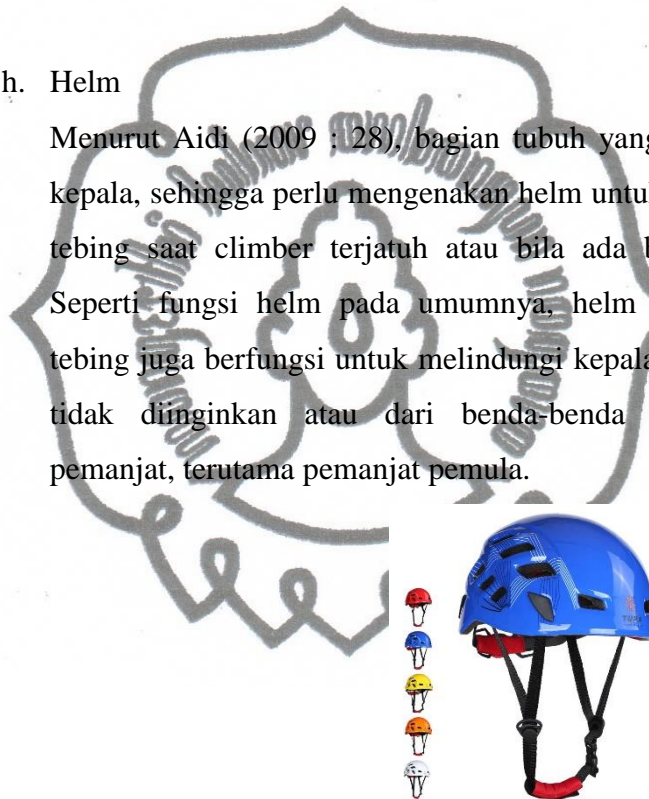 h. Helm
Menurut Aidi (2009 : 28), bagian tubuh yang
kepala, sehingga perlu mengenakan helm untuk
tebing saat climber terjatuh atau bila ada b
Seperti fungsi helm pada umumnya, helm
tebing juga berfungsi untuk melindungi kepala
tidak diinginkan atau dari benda-benda
pemanjat, terutama pemanjat pemula.